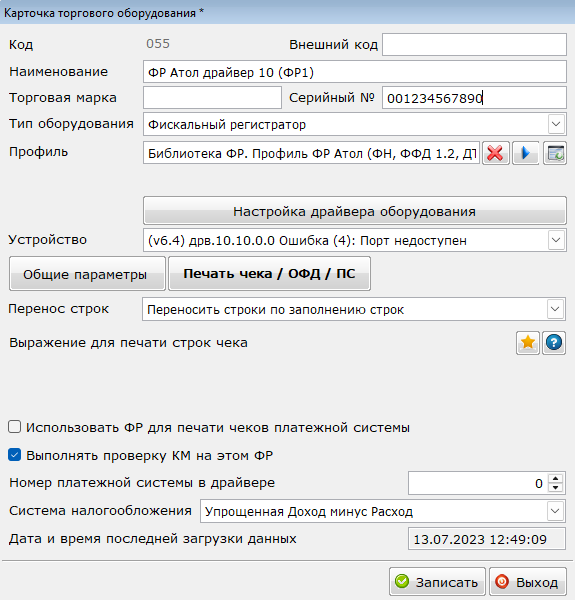 Карточка торгового оборудования *
Код 055 Внешний код
Наименование ФР Атол драйвер 10 (ФР1)
Торговая марка Серийный № 001234567890
Тип оборудования Фискальный регистратор
Профиль Библиотека ФР. Профиль ФР Атол (ФН, ФФД 1.2, ДТ
Настройка драйвера оборудования
Устройство (v6.4) дрв.10.10.0.0 Ошибка (4): Порт недоступен
Общие параметры Печать чека / ОФД / ПС
Перенос строк Переносить строки по заполнению строк
Выражение для печати строк чека
Использовать ФР для печати чеков платежной системы
Выполнять проверку КМ на этом ФР
Номер платежной системы в драйвере 0
Система налогообложения Упрощенная Доход минус Расход
Дата и время последней загрузки данных 13.07.2023 12:49:09
Записать Выход